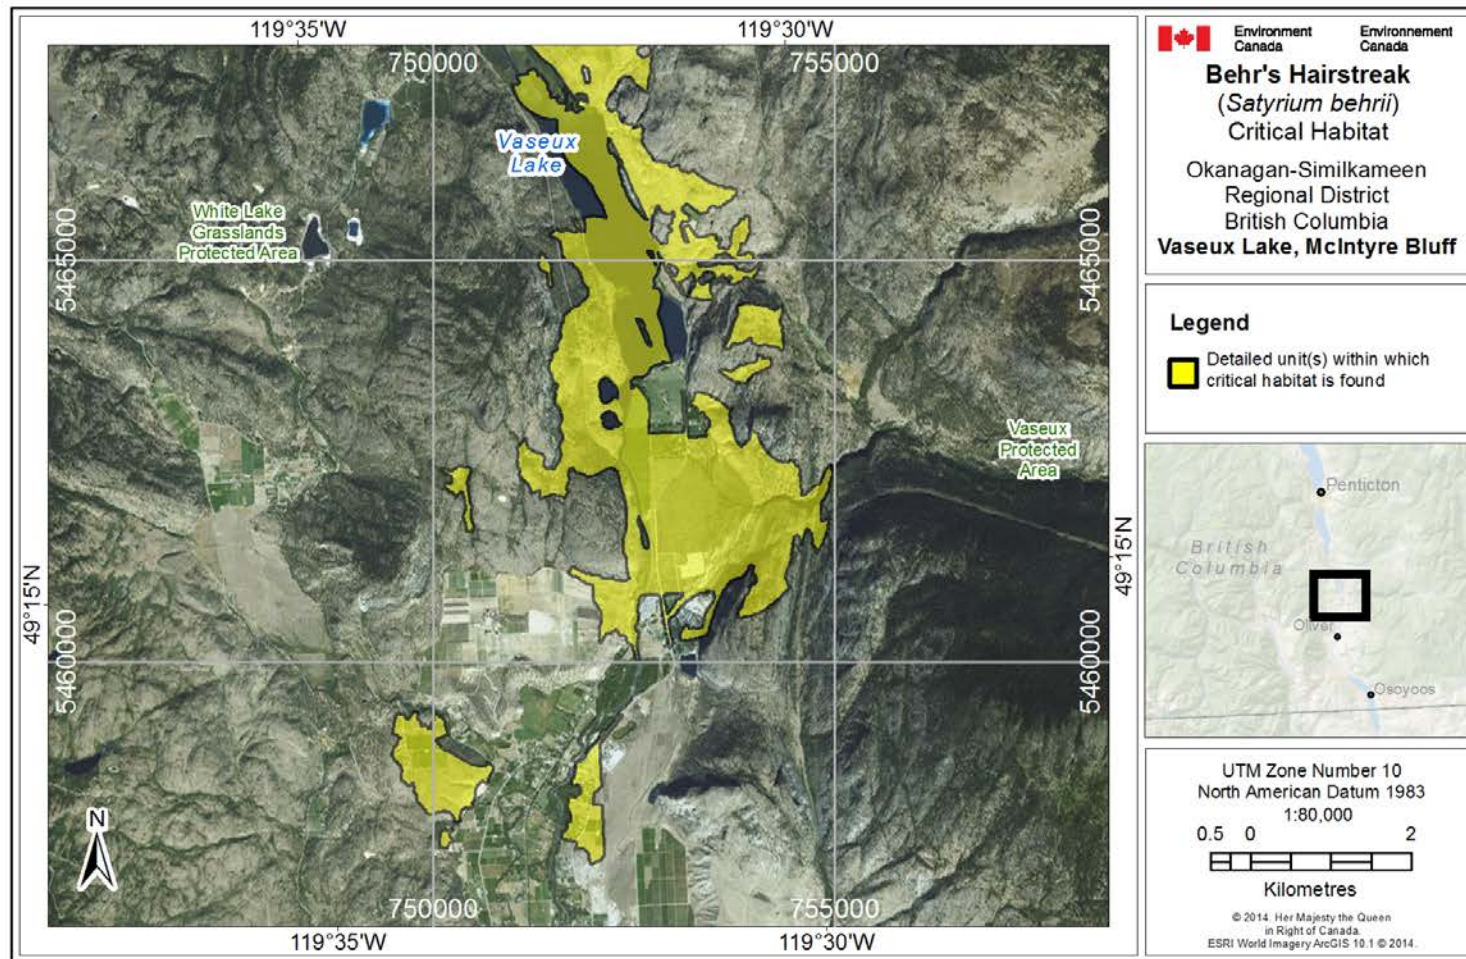 119°35'W
119°30'W
750000
755000
Vaseux
Lake
White Lake
Grasslands
Protected Area
5465000
5465000
Vaseux
Protected
Area
49°15'N
49°15'N
5460000
5460000
N
750000
755000
119°35'W
119°30'W
Environment
Canada
Environnement
Canada
Behr's Hairstreak
(Satyrium behrii)
Critical Habitat
Okanagan-Similkameen
Regional District
British Columbia
Vaseux Lake, McIntyre Bluff
Legend
Detailed unit(s) within which
critical habitat is found
Penticton
British
Columbia
Oliver
Osoyoos
UTM Zone Number 10
North American Datum 1983
1:80,000
0.5 0 2
Kilometres
© 2014. Her Majesty the Queen
in Right of Canada.
ESRI World Imagery ArcGIS 10.1 © 2014.